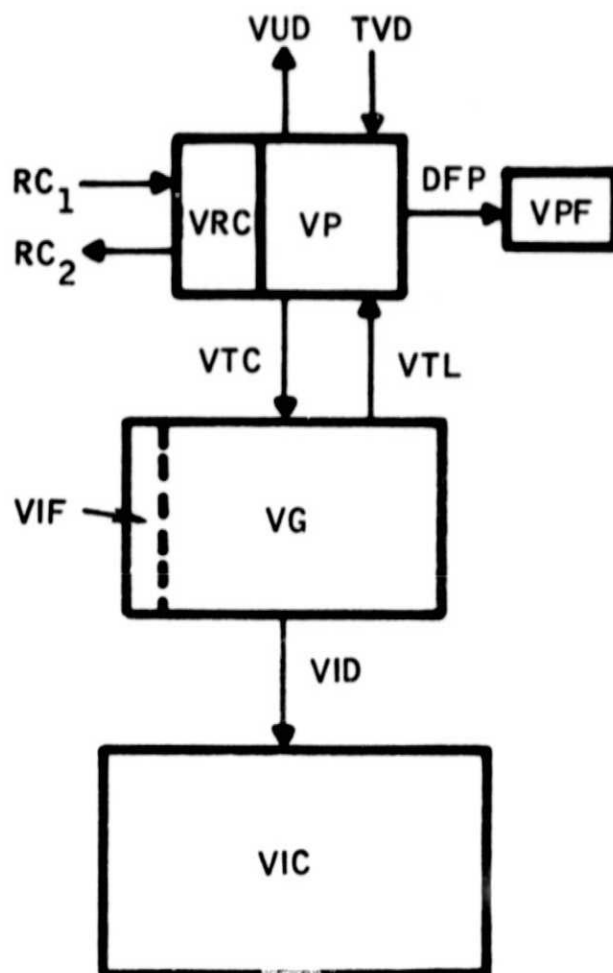 VUD TVD
RC1
RC2
VRC VP
DFP
VPF
VTC VTL
VIF
VG
VID
VIC